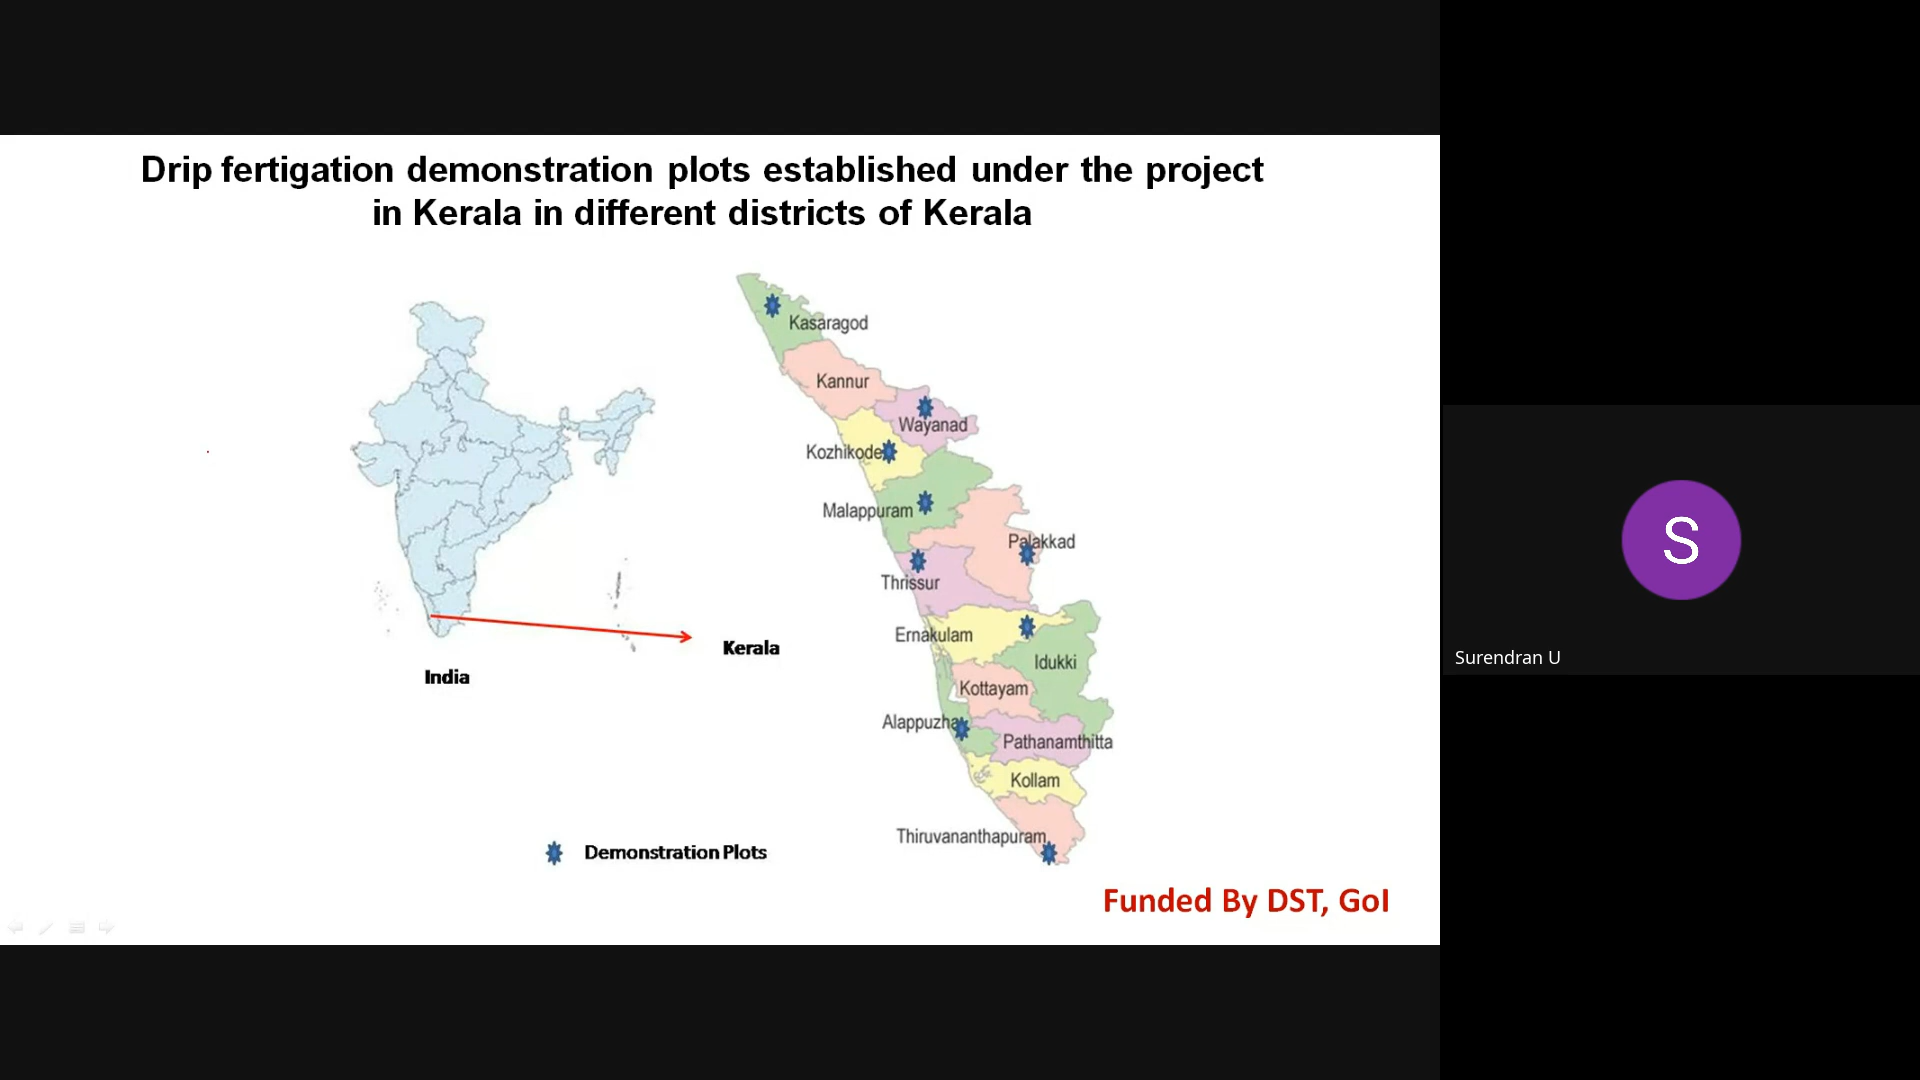 Drip fertigation demonstration plots established under the project
in Kerala in different districts of Kerala
Kasaragod
Kannur
Wayanad
Kozhikode
Malappuram
Palakkad
Thrissur
Ernakulam
Idukki
Kottayam
Alappuzha
Pathanamthitta
Kollam
Thiruvananthapuram
Kerala
India
Demonstration Plots
Funded By DST, GoI
S
Surendran U